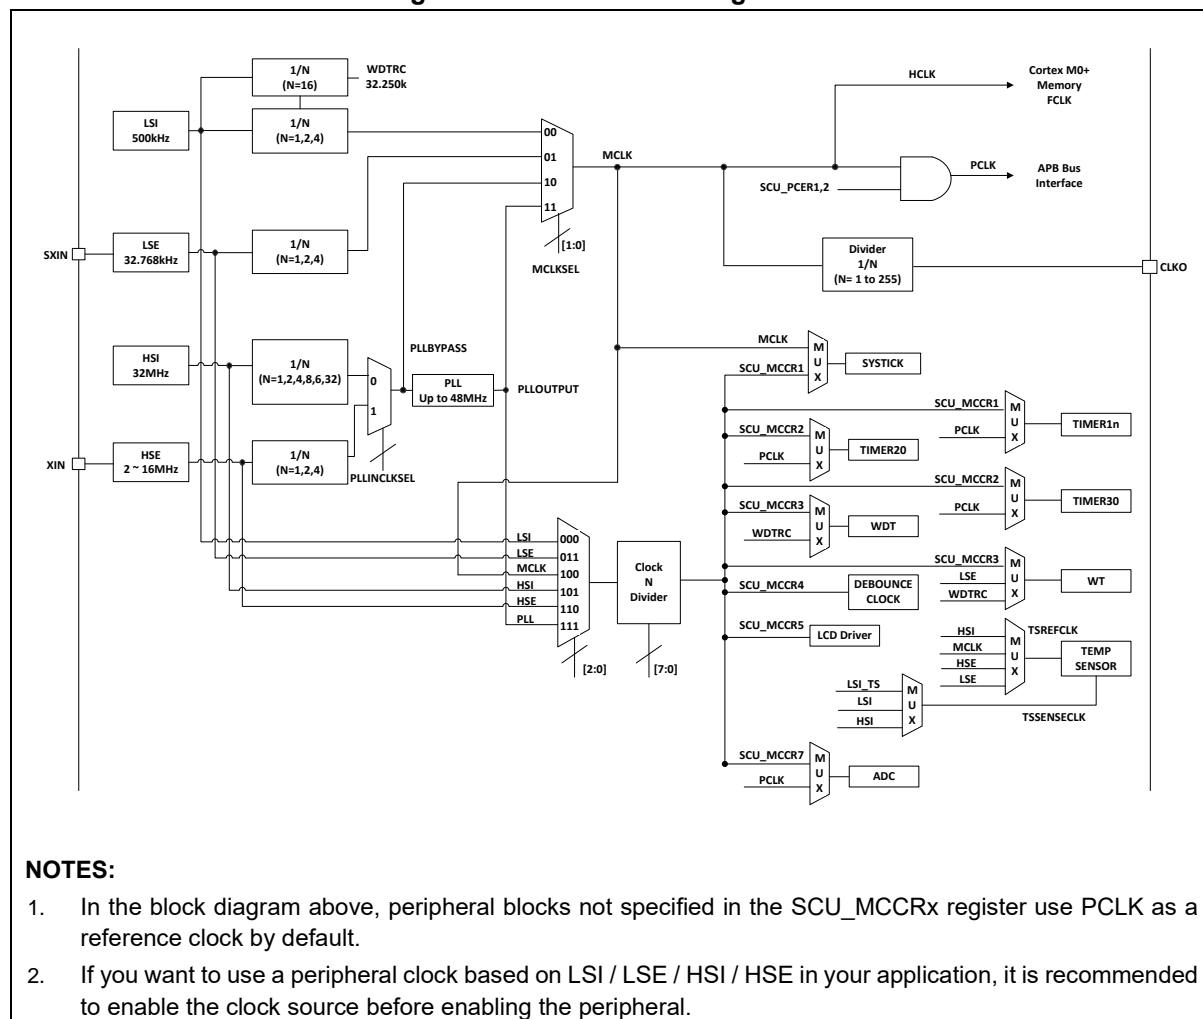 1/N
(N=16)
WDTRC
32.250k
LSI
500kHz
1/N
(N=1,2,4)
00
01
10
11
MCLK
HCLK
Cortex M0+
Memory
FCLK
SCU_PCER1,2
PCLK
APB Bus
Interface
[1:0]
MCLKSEL
SXIN
LSE
32.768kHz
1/N
(N=1,2,4)
Divider
1/N
(N= 1 to 255)
CLKO
HSI
32MHz
1/N
(N=1,2,4,8,6,32)
0
1
PLLBYPASS
PLL
Up to 48MHz
PLLOUTPUT
XIN
HSE
2 ~ 16MHz
1/N
(N=1,2,4)
PLLINCLKSEL
MCLK
SCU_MCCR1
M
U
X
SYSTICK
SCU_MCCR1
PCLK
M
U
X
TIMER1n
SCU_MCCR2
PCLK
M
U
X
TIMER20
SCU_MCCR2
PCLK
M
U
X
TIMER30
SCU_MCCR3
WDTRC
M
U
X
WDT
SCU_MCCR3
LSE
WDTRC
M
U
X
WT
LSI
LSE
MCLK
HSI
HSE
PLL
000
011
100
101
110
111
[2:0]
Clock
N
Divider
[7:0]
SCU_MCCR4
DEBOUNCE
CLOCK
SCU_MCCR5
LCD Driver
HSI
MCLK
HSE
LSE
M
U
X
TSREFCLK
TEMP
SENSOR
LSI_TS
LSI
HSI
M
U
X
TSSENSECLK
SCU_MCCR7
PCLK
M
U
X
ADC
NOTES:
1. In the block diagram above, peripheral blocks not specified in the SCU_MCCRx register use PCLK as a
reference clock by default.
2. If you want to use a peripheral clock based on LSI / LSE / HSI / HSE in your application, it is recommended
to enable the clock source before enabling the peripheral.